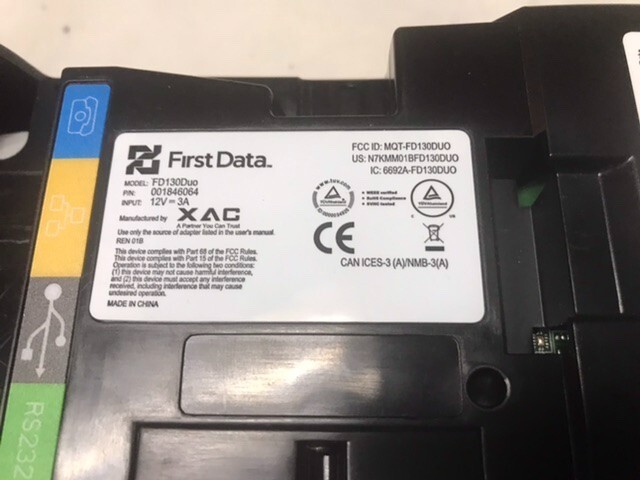 First Data™
MODEL: FD130Duo
P/N: 001846064
INPUT: 12V ⎓ 3A
Manufactured by XAC
A Partner You Can Trust
Use only the source of adapter listed in the user's manual.
REN 01B
This device complies with Part 68 of the FCC Rules.
This device complies with Part 15 of the FCC Rules.
Operation is subject to the following two conditions:
(1) this device may not cause harmful interference,
and (2) this device must accept any interference
received, including interference that may cause
undesired operation.
MADE IN CHINA
FCC ID: MQT-FD130DUO
US: N7KMM01BFD130DUO
IC: 6692A-FD130DUO
www.tuv.com
TÜVRheinland
CE
CAN ICES-3 (A)/NMB-3(A)
RS232